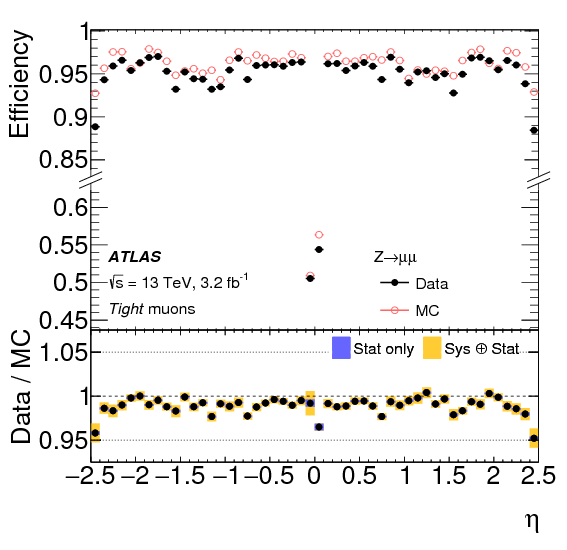 Efficiency
1
0.95
0.9
0.85
0.6
0.55
0.5
0.45
ATLAS
√s = 13 TeV, 3.2 fb⁻¹
Tight muons
Z→μμ
Data
MC
Data / MC
1.05
1
0.95
Stat only
Sys ⊕ Stat
−2.5 −2 −1.5 −1 −0.5 0 0.5 1 1.5 2 2.5
η